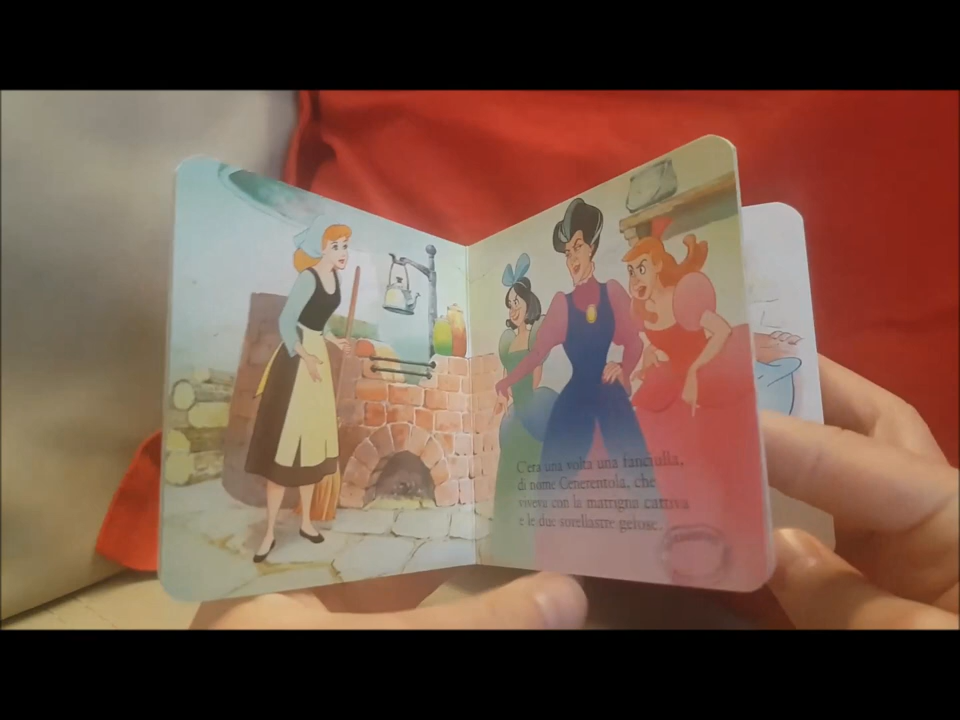 C'era una volta una fanciulla,
di nome Cenerentola, che
viveva con la matrigna cattiva
e le due sorellastre gelose.